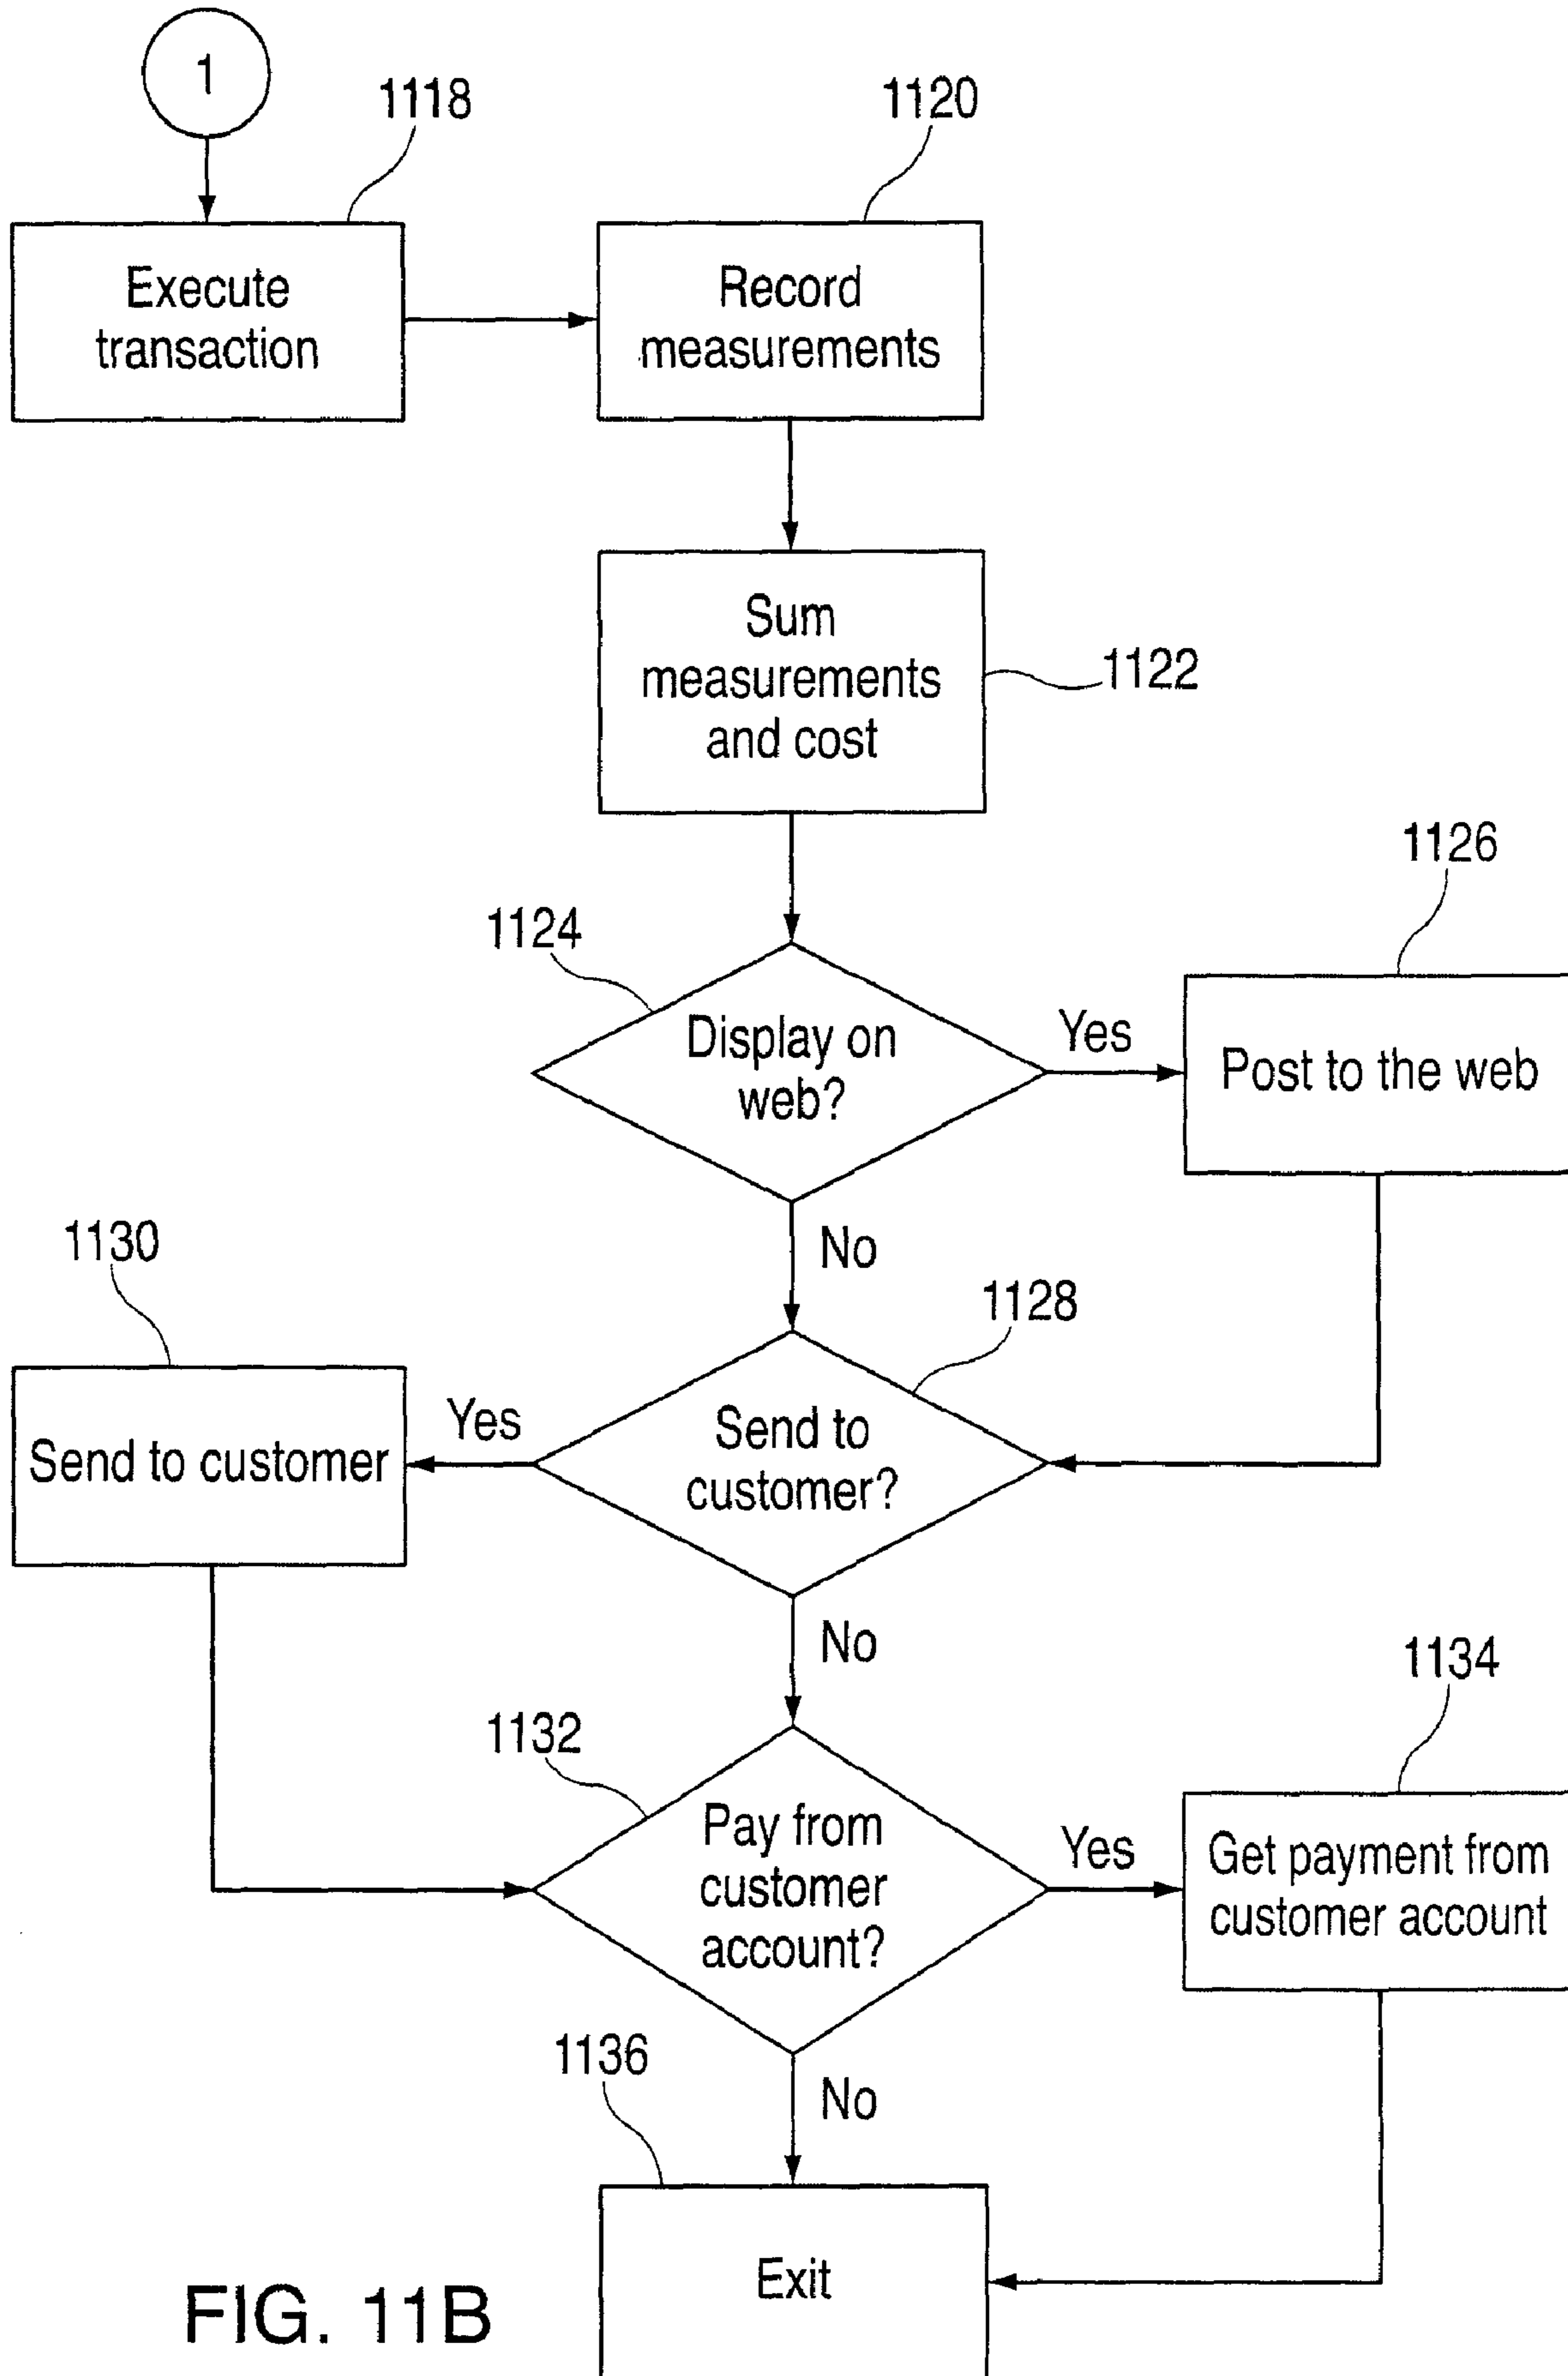 1
1118
1120
Execute
transaction
Record
measurements
Sum
measurements
and cost
1122
1126
1124
Display on
web?
Yes
Post to the web
No
1130
1128
Send to customer
Yes
Send to
customer?
No
1134
1132
Pay from
customer
account?
Yes
Get payment from
customer account
1136
No
Exit
FIG. 11B